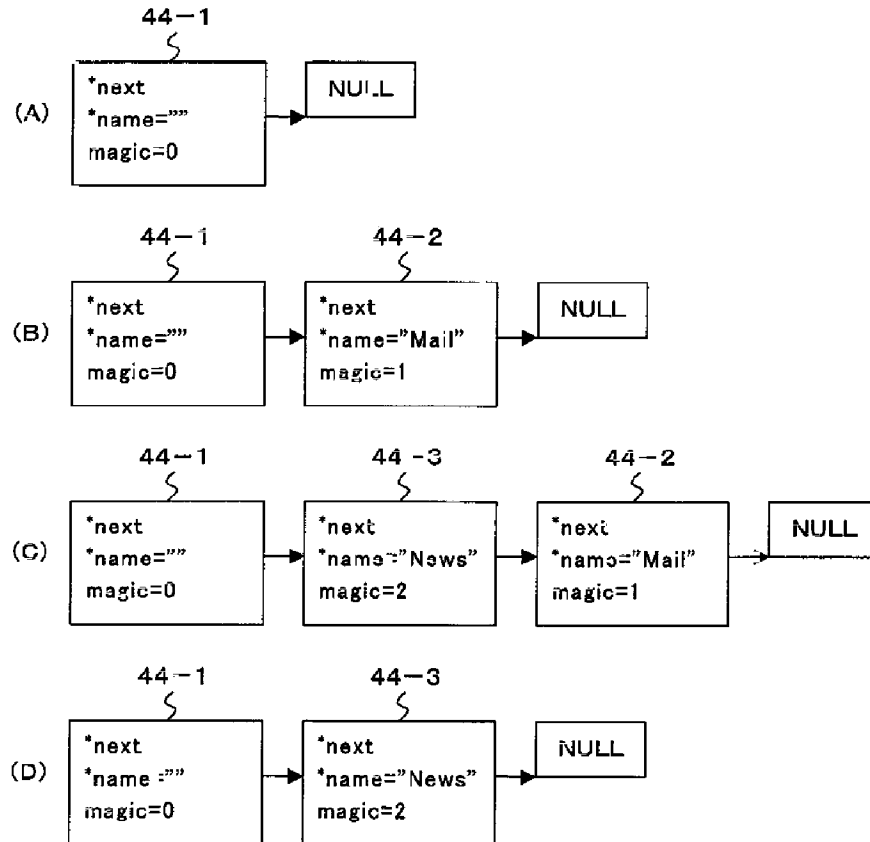 44-1
(A)
*next
*name=""
magic=0
NULL
44-1
44-2
(B)
*next
*name=""
magic=0
*next
*name="Mail"
magic=1
NULL
44-1
44-3
44-2
(C)
*next
*name=""
magic=0
*next
*name="News"
magic=2
*next
*name="Mail"
magic=1
NULL
44-1
44-3
(D)
*next
*name=""
magic=0
*next
*name="News"
magic=2
NULL